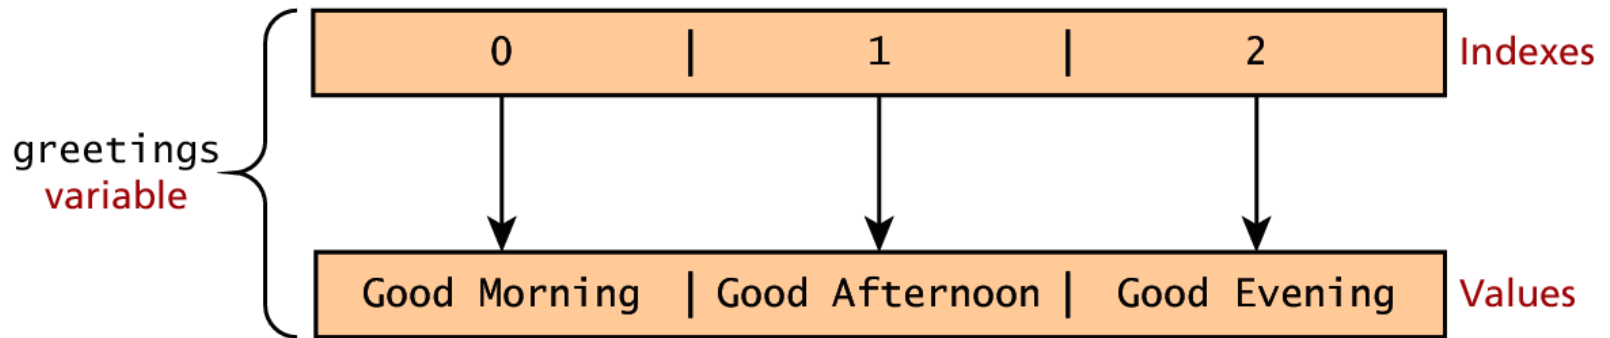 0 | 1 | 2 Indexes
greetings
variable
Good Morning | Good Afternoon | Good Evening Values